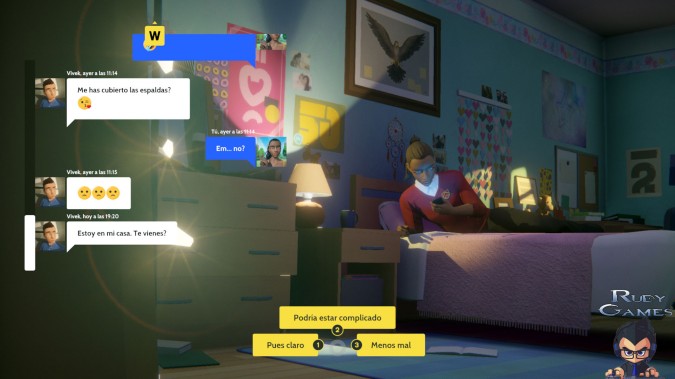 W
Vivek, ayer a las 11:14
Me has cubierto las espaldas?
Tú, ayer a las 11:14
Em... no?
Vivek, ayer a las 11:15
Vivek, hoy a las 19:20
Estoy en mi casa. Te vienes?
2
Podría estar complicado
2
Pues claro
1
3
Menos mal
Rudy
Games